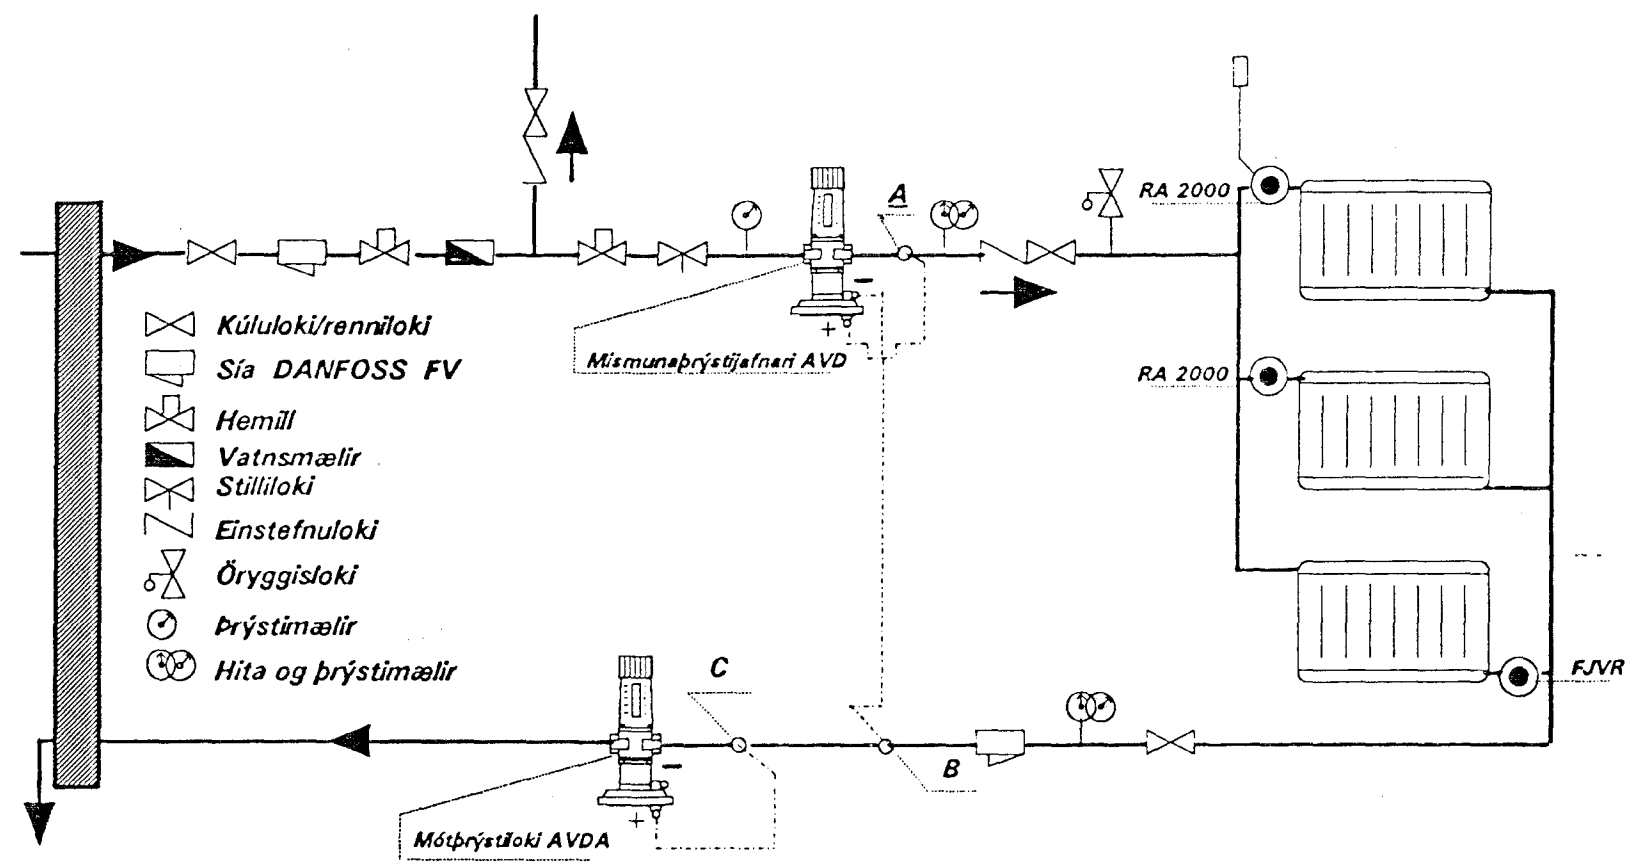 A
RA 2000
Mismunaþrýstijafnari AVD
RA 2000
Kúluloki/renniloki
Sía DANFOSS FV
Hemill
Vatnsmælir
Stilliloki
Einstefnuloki
Öryggisloki
Þrýstimælir
Hita og þrýstimælir
C
FJVR
B
Mótþrýstiloki AVDA